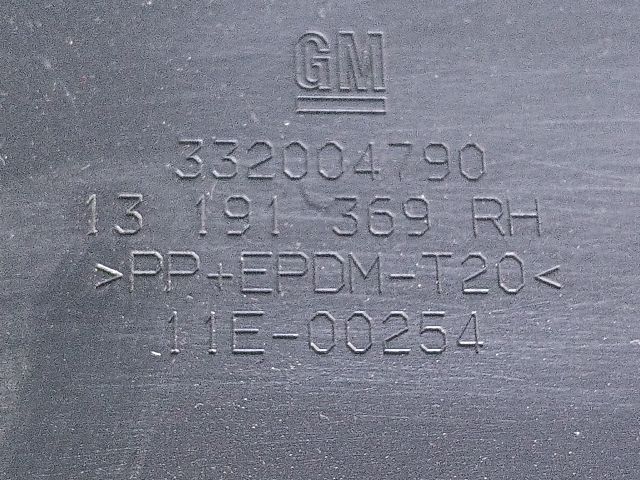 GM
332004790
13 191 369 RH
>PP+EPDM-T20<
11E-00254